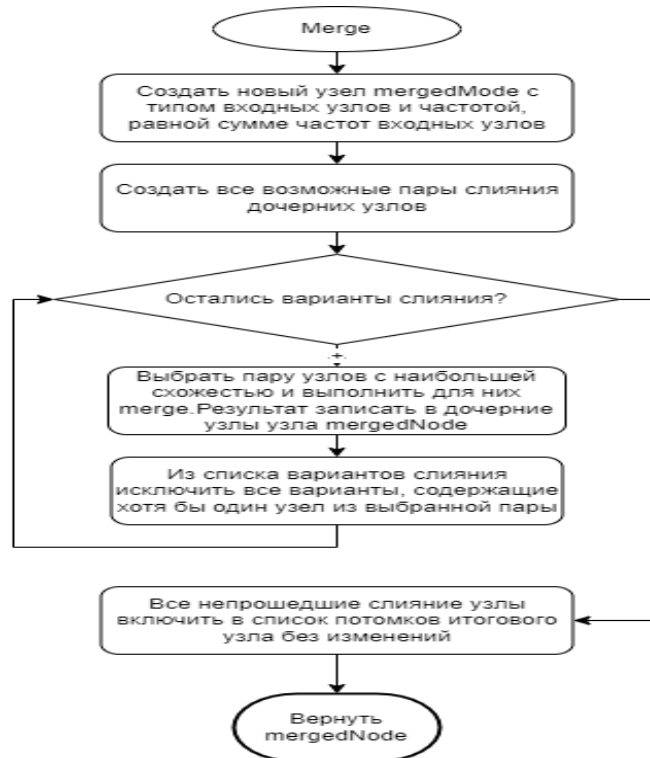 Merge
Создать новый узел mergedMode с
типом входных узлов и частотой,
равной сумме частот входных узлов
Создать все возможные пары слияния
дочерних узлов
Остались варианты слияния?
+
Выбрать пару узлов с наибольшей
схожестью и выполнить для них
merge.Результат записать в дочерние
узлы узла mergedNode
Из списка вариантов слияния
исключить все варианты, содержащие
хотя бы один узел из выбранной пары
Все непрошедшие слияние узлы
включить в список потомков итогового
узла без изменений
Вернуть
mergedNode